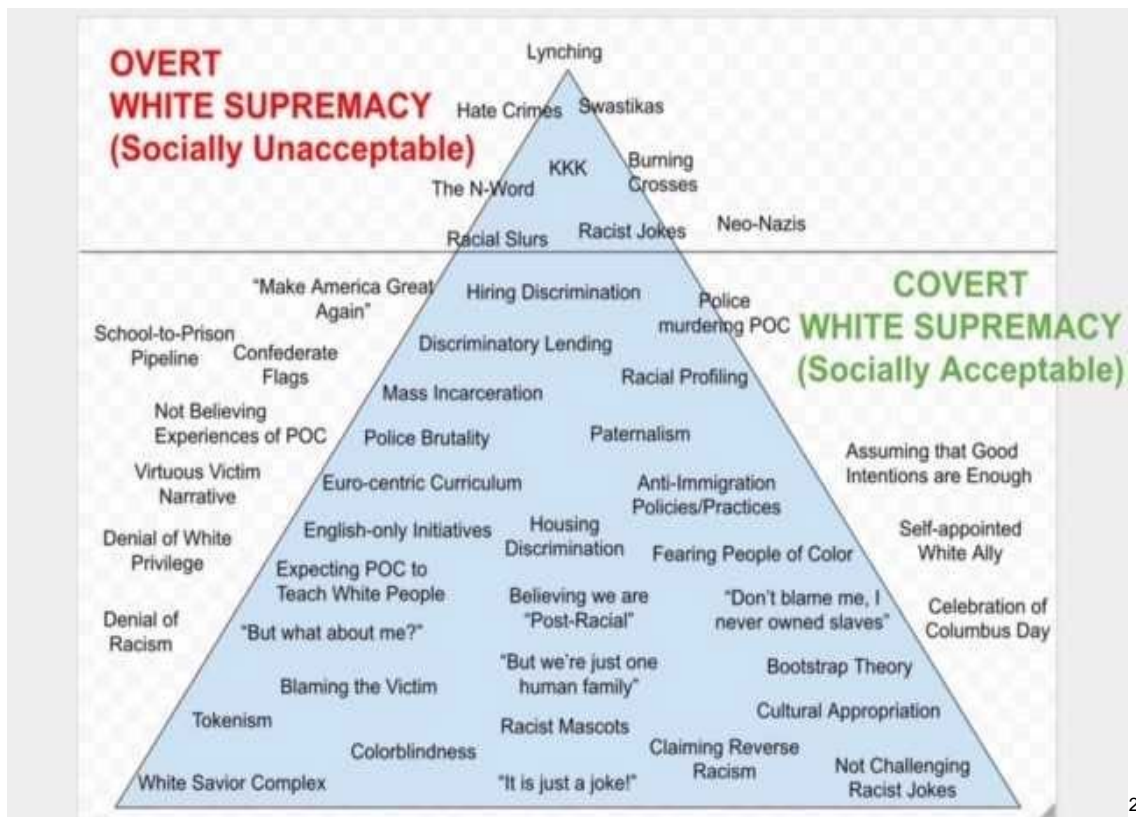 Lynching
OVERT
WHITE SUPREMACY
(Socially Unacceptable)
Hate Crimes
Swastikas
KKK
Burning
Crosses
The N-Word
Neo-Nazis
Racial Slurs
Racist Jokes
COVERT
WHITE SUPREMACY
(Socially Acceptable)
"Make America Great
Again"
Hiring Discrimination
Police
murdering POC
School-to-Prison
Pipeline
Confederate
Flags
Discriminatory Lending
Mass Incarceration
Racial Profiling
Not Believing
Experiences of POC
Police Brutality
Paternalism
Assuming that Good
Intentions are Enough
Virtuous Victim
Narrative
Euro-centric Curriculum
Anti-Immigration
Policies/Practices
Denial of White
Privilege
English-only Initiatives
Housing
Discrimination
Fearing People of Color
Self-appointed
White Ally
Expecting POC to
Teach White People
Believing we are
"Post-Racial"
"Don't blame me, I
never owned slaves"
Celebration of
Columbus Day
Denial of
Racism
"But what about me?"
"But we're just one
human family"
Bootstrap Theory
Blaming the Victim
Tokenism
Racist Mascots
Cultural Appropriation
Colorblindness
Claiming Reverse
Racism
White Savior Complex
"It is just a joke!"
Not Challenging
Racist Jokes
2